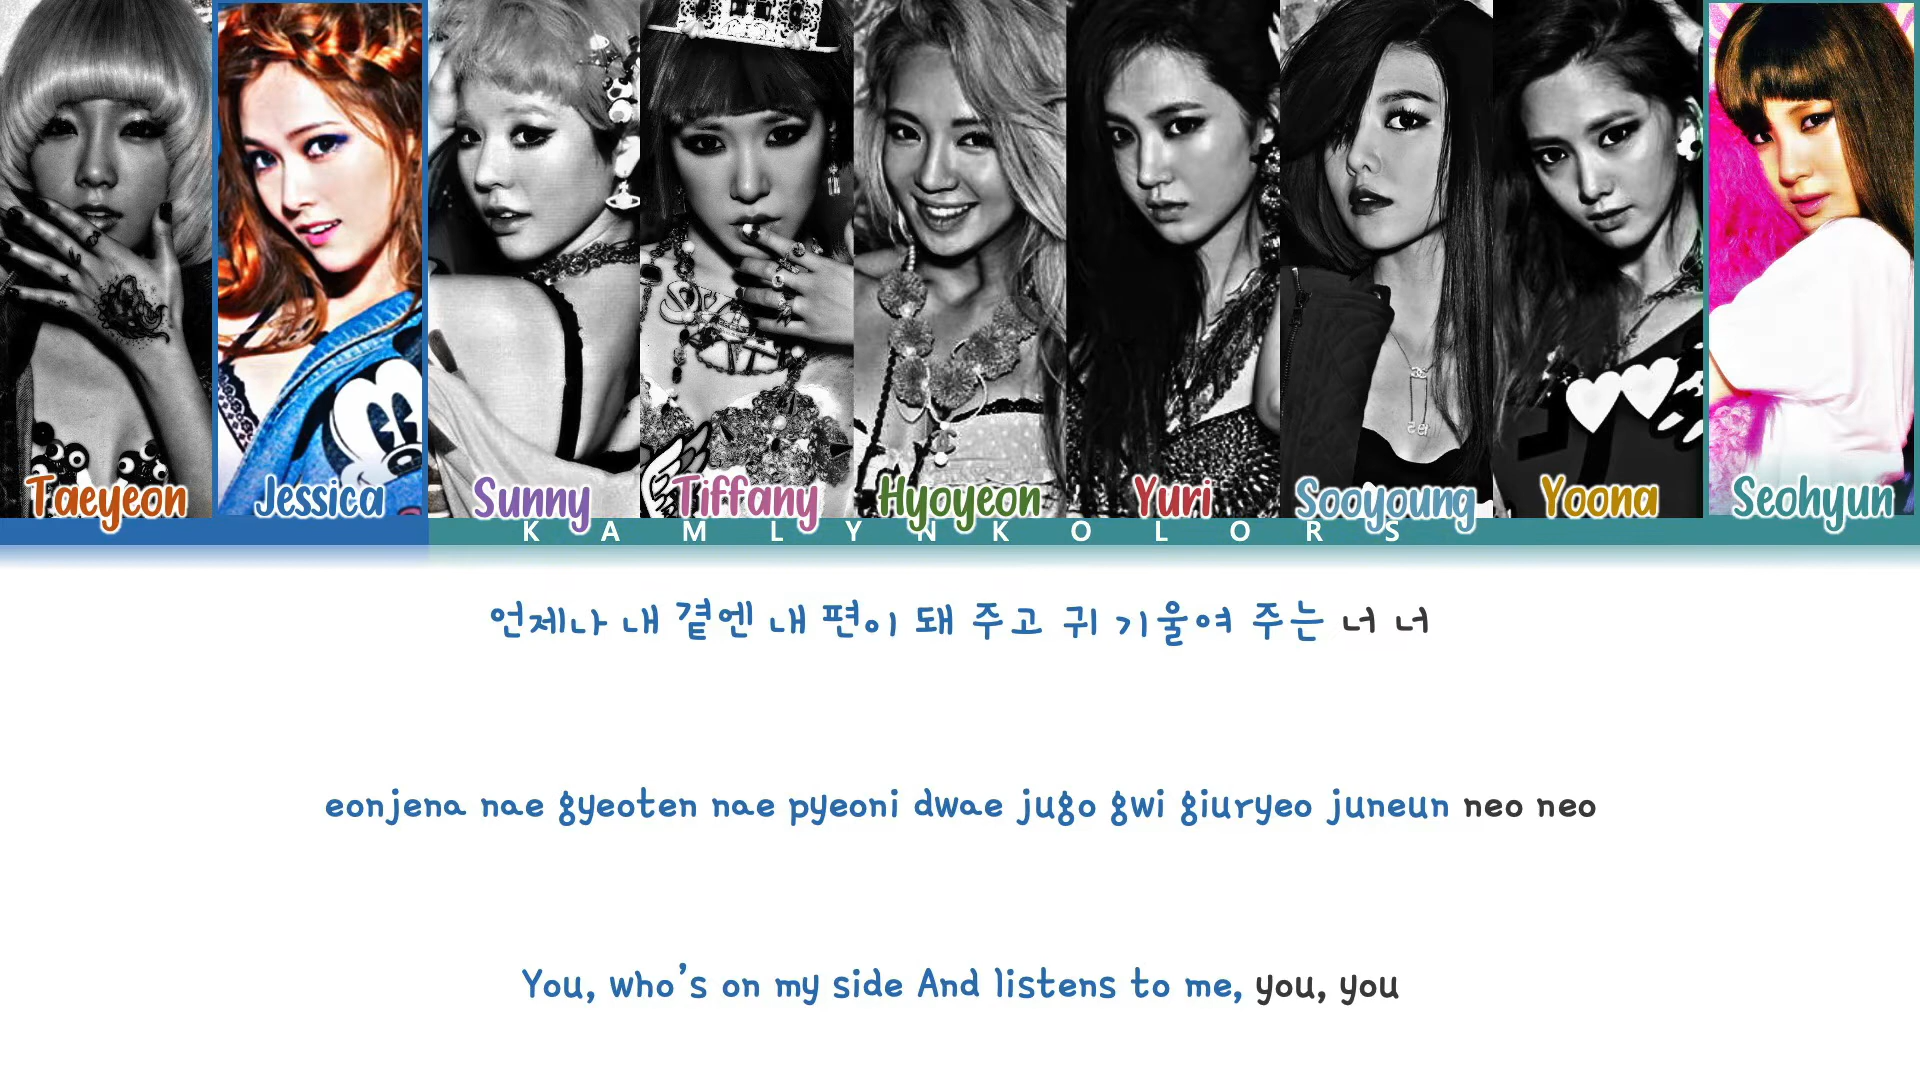 Taeyeon Jessica Sunny Tiffany Hyoyeon Yuri Sooyoung Yoona Seohyun
KAMLYNKOLORS
언제나 내 곁엔 내 편이 돼 주고 귀 기울여 주는 너 너
eonjena nae gyeoten nae pyeoni dwae jugo gwi giuryeo juneun neo neo
You, who's on my side And listens to me, you, you